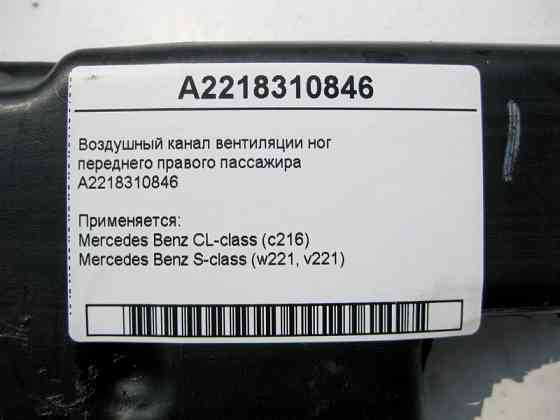 A2218310846
Воздушный канал вентиляции ног
переднего правого пассажира
A2218310846
Применяется:
Mercedes Benz CL-class (c216)
Mercedes Benz S-class (w221, v221)